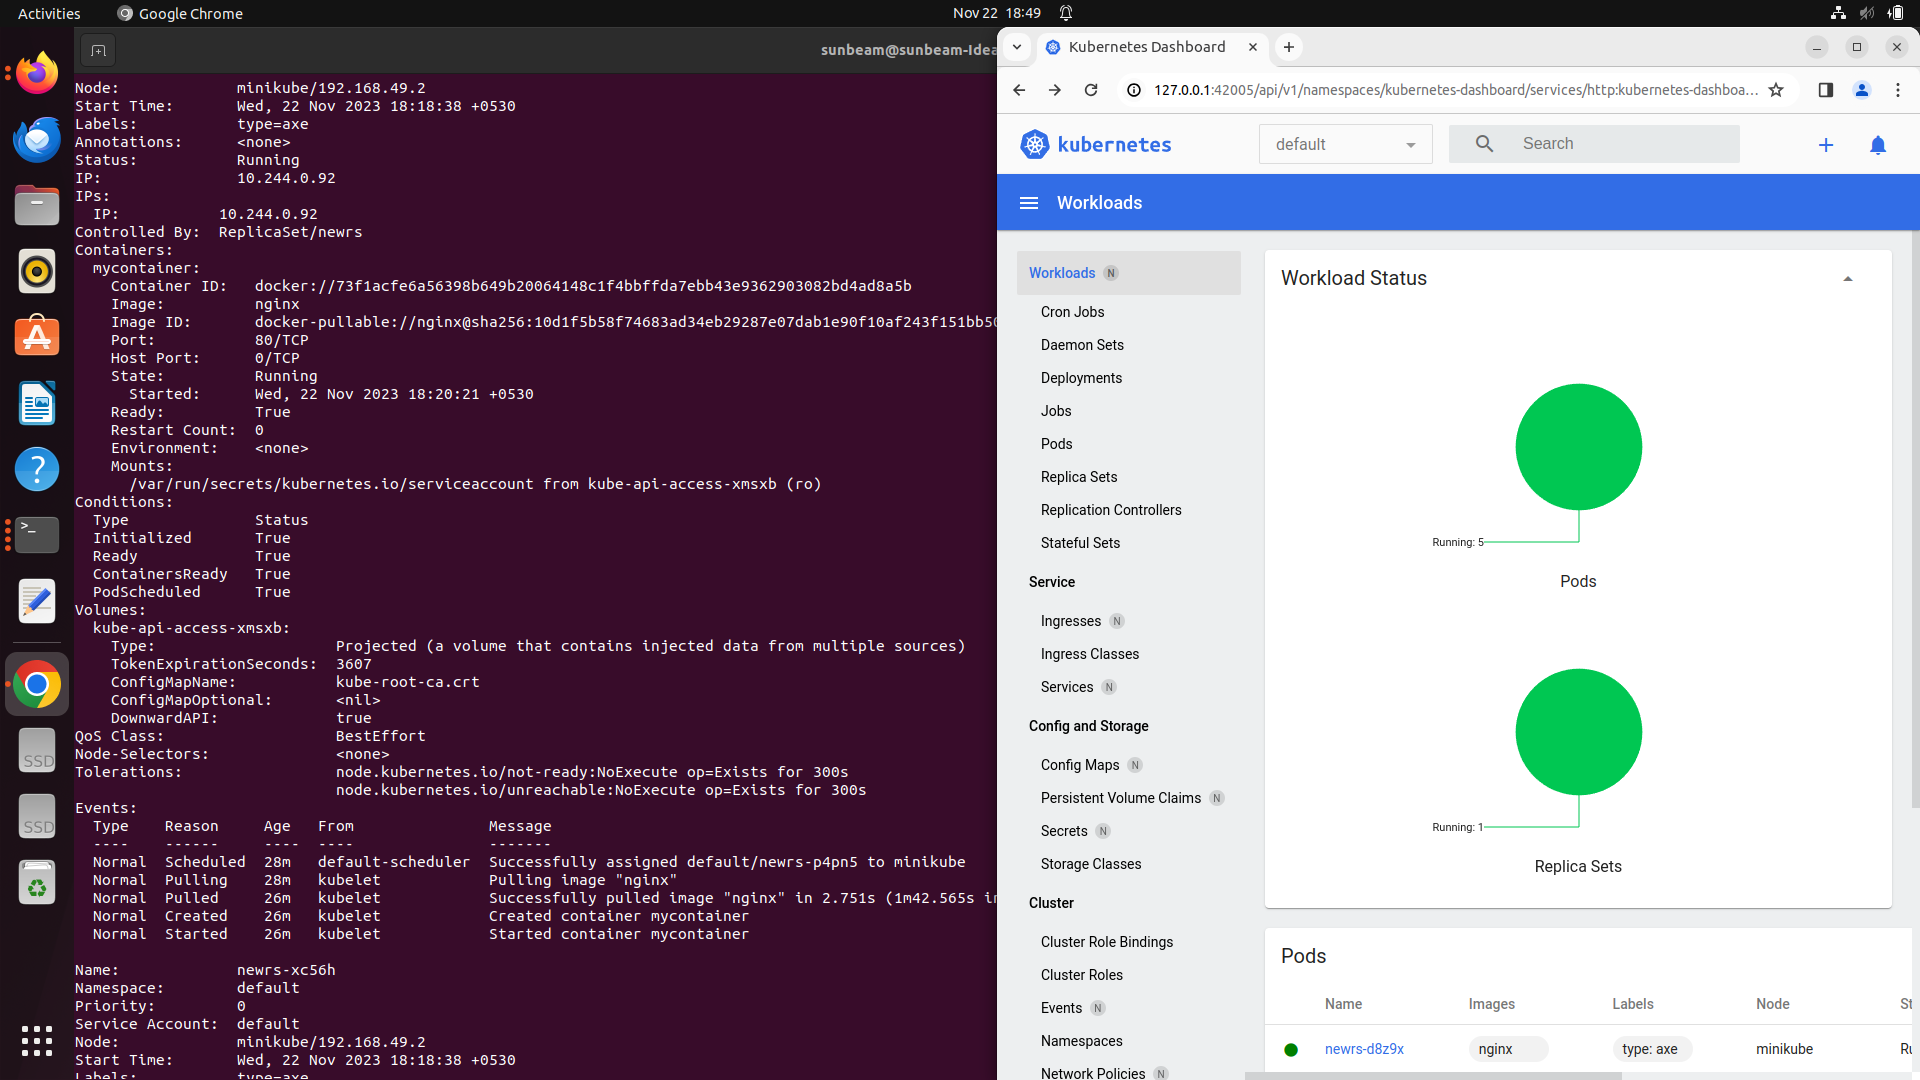 Activities
Google Chrome
Nov 22 18:49
sunbeam@sunbeam-Idea
Node: minikube/192.168.49.2
Start Time: Wed, 22 Nov 2023 18:18:38 +0530
Labels: type=axe
Annotations: <none>
Status: Running
IP: 10.244.0.92
IPs:
IP: 10.244.0.92
Controlled By: ReplicaSet/newrs
Containers:
mycontainer:
Container ID: docker://73f1acfe6a56398b649b20064148c1f4bbffda7ebb43e9362903082bd4ad8a5b
Image: nginx
Image ID: docker-pullable://nginx@sha256:10d1f5b58f74683ad34eb29287e07dab1e90f10af243f151bb50
Port: 80/TCP
Host Port: 0/TCP
State: Running
Started: Wed, 22 Nov 2023 18:20:21 +0530
Ready: True
Restart Count: 0
Environment: <none>
Mounts:
/var/run/secrets/kubernetes.io/serviceaccount from kube-api-access-xmsxb (ro)
Conditions:
Type Status
Initialized True
Ready True
ContainersReady True
PodScheduled True
Volumes:
kube-api-access-xmsxb:
Type: Projected (a volume that contains injected data from multiple sources)
TokenExpirationSeconds: 3607
ConfigMapName: kube-root-ca.crt
ConfigMapOptional: <nil>
DownwardAPI: true
QoS Class: BestEffort
Node-Selectors: <none>
Tolerations: node.kubernetes.io/not-ready:NoExecute op=Exists for 300s
node.kubernetes.io/unreachable:NoExecute op=Exists for 300s
Events:
Type Reason Age From Message
---- ------ ---- ---- -------
Normal Scheduled 28m default-scheduler Successfully assigned default/newrs-p4pn5 to minikube
Normal Pulling 28m kubelet Pulling image "nginx"
Normal Pulled 26m kubelet Successfully pulled image "nginx" in 2.751s (1m42.565s in
Normal Created 26m kubelet Created container mycontainer
Normal Started 26m kubelet Started container mycontainer
Name: newrs-xc56h
Namespace: default
Priority: 0
Service Account: default
Node: minikube/192.168.49.2
Start Time: Wed, 22 Nov 2023 18:18:38 +0530
Labels: type=axe
SSD
SSD
Kubernetes Dashboard
127.0.0.1:42005/api/v1/namespaces/kubernetes-dashboard/services/http:kubernetes-dashboa...
kubernetes
default
Search
Workloads
Workloads N
Cron Jobs
Daemon Sets
Deployments
Jobs
Pods
Replica Sets
Replication Controllers
Stateful Sets
Service
Ingresses N
Ingress Classes
Services N
Config and Storage
Config Maps N
Persistent Volume Claims N
Secrets N
Storage Classes
Cluster
Cluster Role Bindings
Cluster Roles
Events N
Namespaces
Network Policies N
Workload Status
Running: 5
Pods
Running: 1
Replica Sets
Pods
Name Images Labels Node St
newrs-d8z9x nginx type: axe minikube Ru